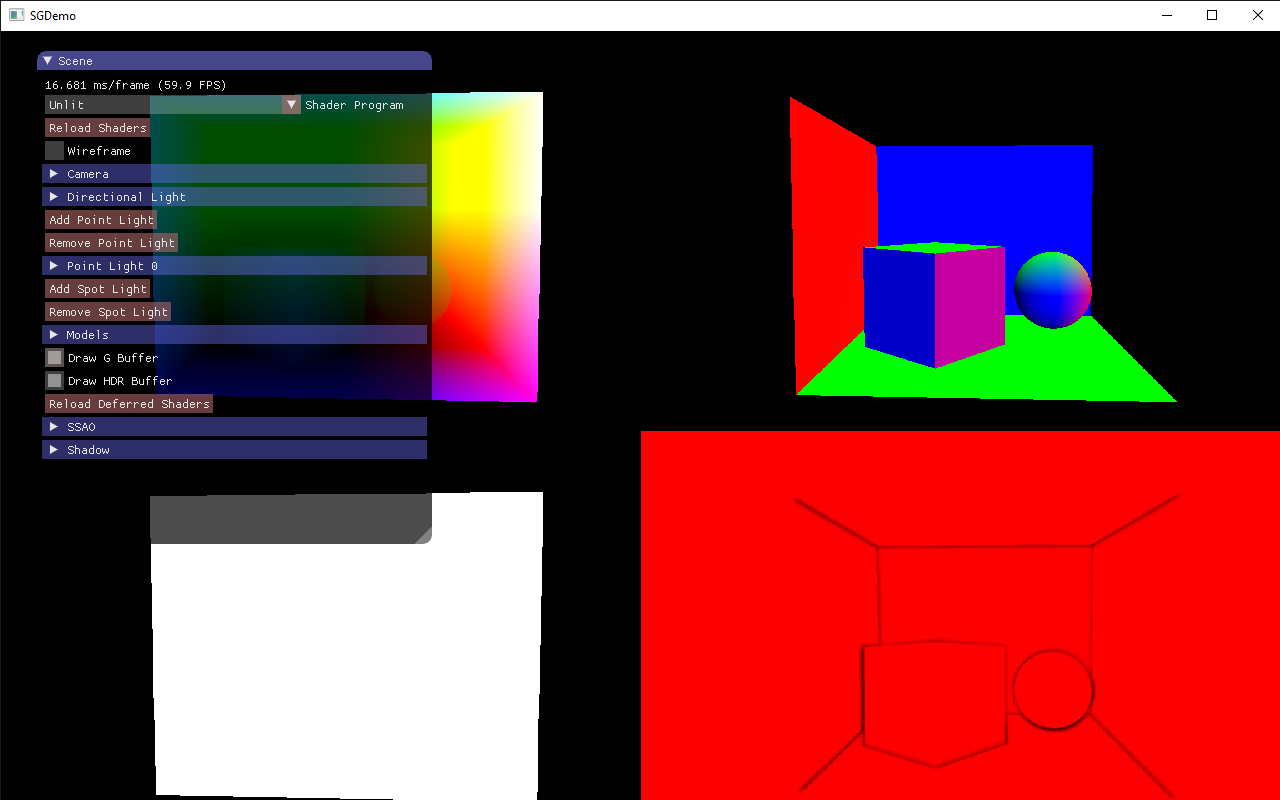 SGDemo
Scene
16.681 ms/frame (59.9 FPS)
Unlit Shader Program
Reload Shaders
Wireframe
Camera
Directional Light
Add Point Light
Remove Point Light
Point Light 0
Add Spot Light
Remove Spot Light
Models
Draw G Buffer
Draw HDR Buffer
Reload Deferred Shaders
SSAO
Shadow